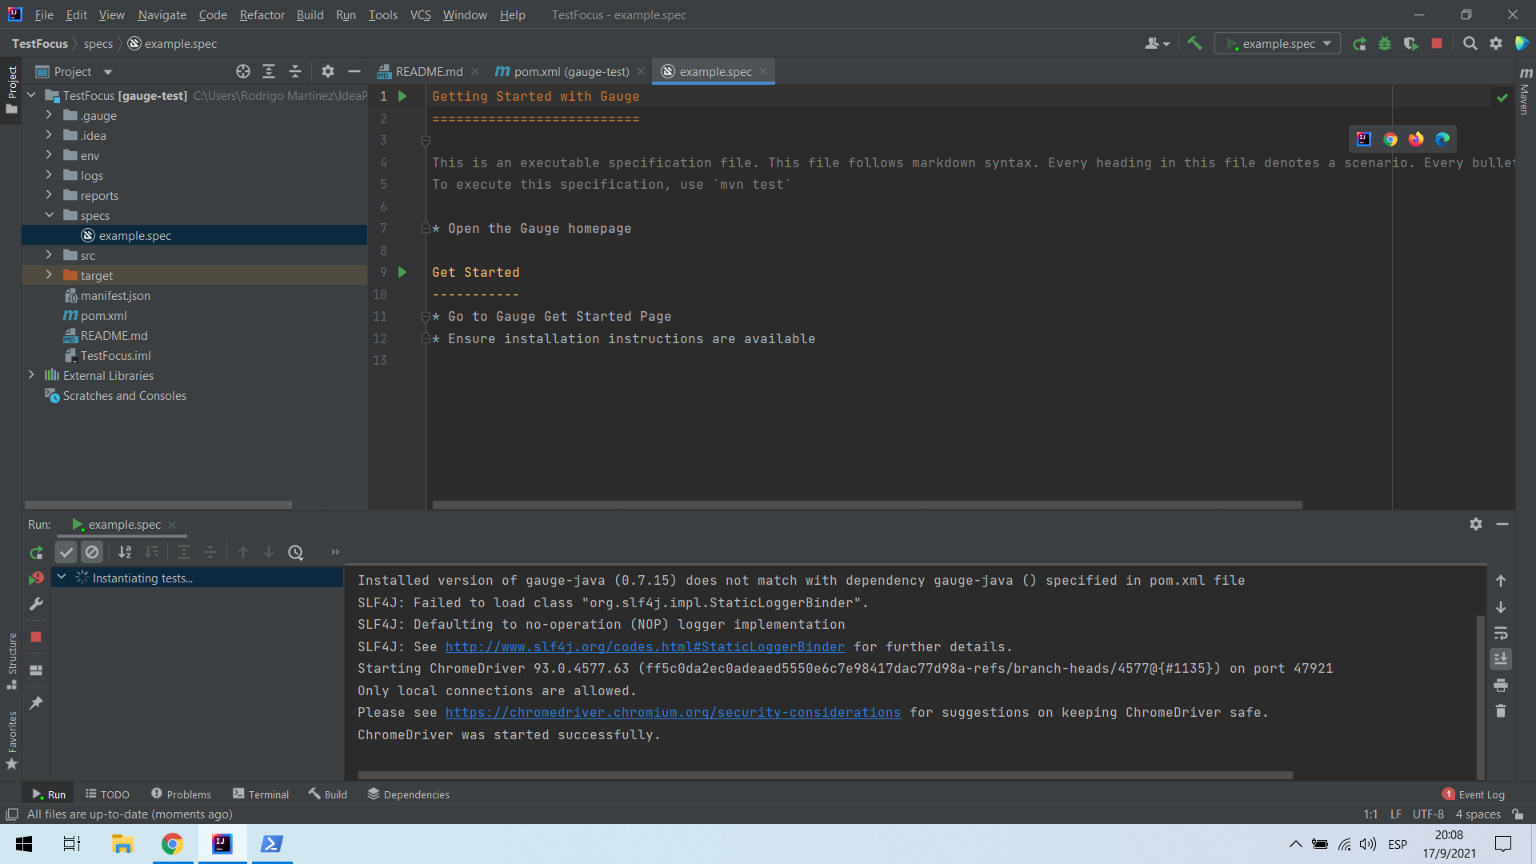 File Edit View Navigate Code Refactor Build Run Tools VCS Window Help TestFocus - example.spec
TestFocus specs example.spec
example.spec
Project
README.md pom.xml (gauge-test) example.spec
Project
Maven
TestFocus [gauge-test] C:\Users\Rodrigo Martinez\IdeaP
.gauge
.idea
env
logs
reports
specs
example.spec
src
target
manifest.json
pom.xml
README.md
TestFocus.iml
External Libraries
Scratches and Consoles
1 Getting Started with Gauge
2 ==========================
3
4 This is an executable specification file. This file follows markdown syntax. Every heading in this file denotes a scenario. Every bullet
5 To execute this specification, use `mvn test`
6
7 * Open the Gauge homepage
8
9 Get Started
10 -----------
11 * Go to Gauge Get Started Page
12 * Ensure installation instructions are available
13
Run: example.spec
Instantiating tests...
Installed version of gauge-java (0.7.15) does not match with dependency gauge-java () specified in pom.xml file
SLF4J: Failed to load class "org.slf4j.impl.StaticLoggerBinder".
SLF4J: Defaulting to no-operation (NOP) logger implementation
SLF4J: See http://www.slf4j.org/codes.html#StaticLoggerBinder for further details.
Starting ChromeDriver 93.0.4577.63 (ff5c0da2ec0adeaed5550e6c7e98417dac77d98a-refs/branch-heads/4577@{#1135}) on port 47921
Only local connections are allowed.
Please see https://chromedriver.chromium.org/security-considerations for suggestions on keeping ChromeDriver safe.
ChromeDriver was started successfully.
Structure
Favorites
Run TODO Problems Terminal Build Dependencies
1 Event Log
All files are up-to-date (moments ago)
1:1 LF UTF-8 4 spaces
ESP
20:08
17/9/2021